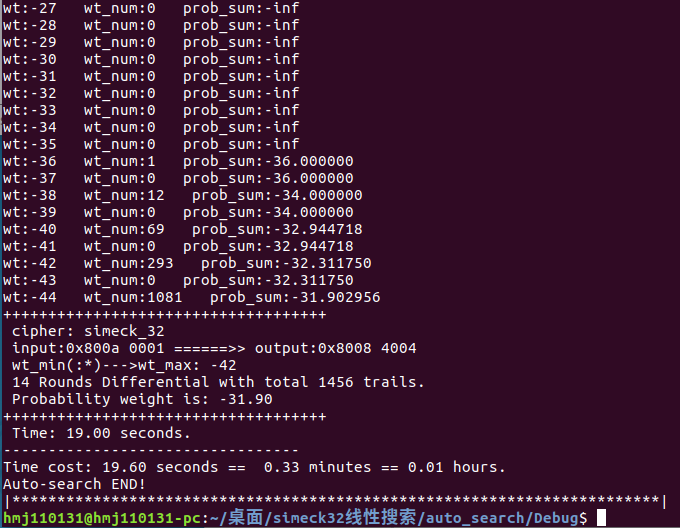 wt:-27   wt_num:0   prob_sum:-inf
wt:-28   wt_num:0   prob_sum:-inf
wt:-29   wt_num:0   prob_sum:-inf
wt:-30   wt_num:0   prob_sum:-inf
wt:-31   wt_num:0   prob_sum:-inf
wt:-32   wt_num:0   prob_sum:-inf
wt:-33   wt_num:0   prob_sum:-inf
wt:-34   wt_num:0   prob_sum:-inf
wt:-35   wt_num:0   prob_sum:-inf
wt:-36   wt_num:1   prob_sum:-36.000000
wt:-37   wt_num:0   prob_sum:-36.000000
wt:-38   wt_num:12   prob_sum:-34.000000
wt:-39   wt_num:0   prob_sum:-34.000000
wt:-40   wt_num:69   prob_sum:-32.944718
wt:-41   wt_num:0   prob_sum:-32.944718
wt:-42   wt_num:293   prob_sum:-32.311750
wt:-43   wt_num:0   prob_sum:-32.311750
wt:-44   wt_num:1081   prob_sum:-31.902956
++++++++++++++++++++++++++++++++++++
 cipher: simeck_32
 input:0x800a 0001 ======>> output:0x8008 4004
 wt_min(:*)--->wt_max: -42
 14 Rounds Differential with total 1456 trails.
 Probability weight is: -31.90
++++++++++++++++++++++++++++++++++++
 Time: 19.00 seconds.
---------------------------------
Time cost: 19.60 seconds ==  0.33 minutes == 0.01 hours.
Auto-search END!
|************************************************************************|
hmj110131@hmj110131-pc:~/桌面/simeck32线性搜索/auto_search/Debug$